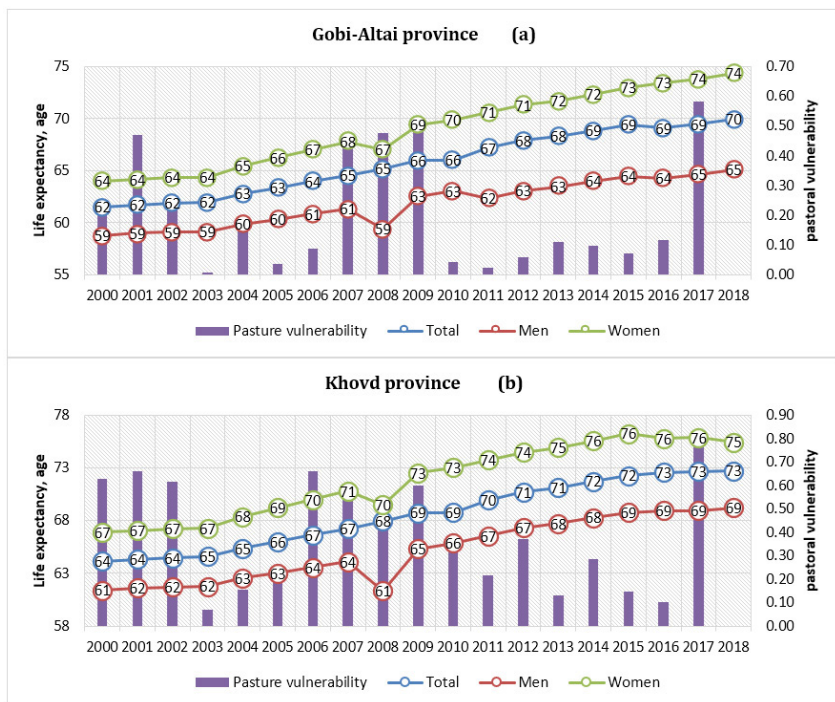 Gobi-Altai province (a)
Life expectancy, age
pastoral vulnerability
75
70
65
60
55
0.70
0.60
0.50
0.40
0.30
0.20
0.10
0.00
64 64 64 64 65 66 67 68 67 69 70 71 71 72 72 73 73 74 74
62 62 62 62 63 63 64 65 65 66 66 67 68 68 69 69 69 69 70
59 59 59 59 60 60 61 61 59 63 63 62 63 63 64 64 64 65 65
2000 2001 2002 2003 2004 2005 2006 2007 2008 2009 2010 2011 2012 2013 2014 2015 2016 2017 2018
Pasture vulnerability Total Men Women
Khovd province (b)
Life expectancy, age
pastoral vulnerability
78
73
68
63
58
0.90
0.80
0.70
0.60
0.50
0.40
0.30
0.20
0.10
0.00
67 67 67 67 68 69 70 71 70 73 73 74 74 75 76 76 76 76 75
64 64 64 65 65 66 67 67 68 69 69 70 71 71 72 72 73 73 73
61 62 62 62 63 63 64 64 61 65 66 67 67 68 68 69 69 69 69
2000 2001 2002 2003 2004 2005 2006 2007 2008 2009 2010 2011 2012 2013 2014 2015 2016 2017 2018
Pasture vulnerability Total Men Women